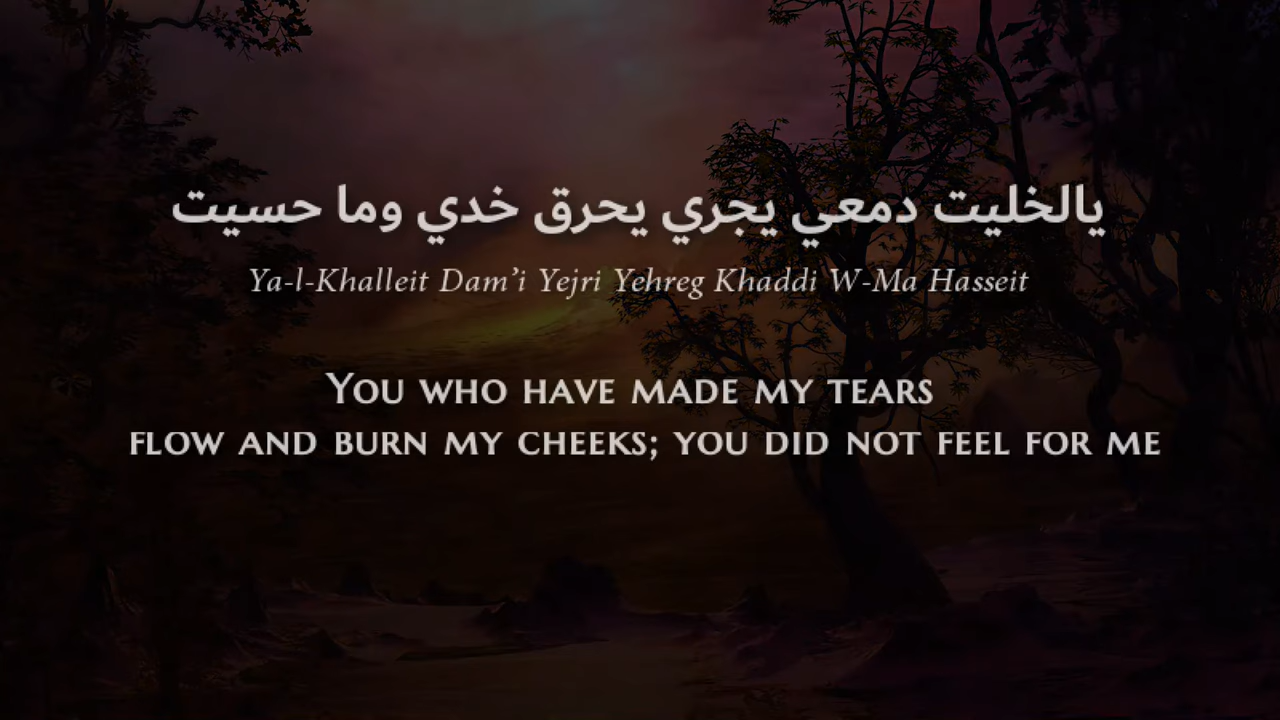 يالخليت دمعي يجري يحرق خدي وما حسيت
Ya-l-Khalleit Dam’i Yejri Yehreg Khaddi W-Ma Hasseit
You who have made my tears
flow and burn my cheeks; you did not feel for me